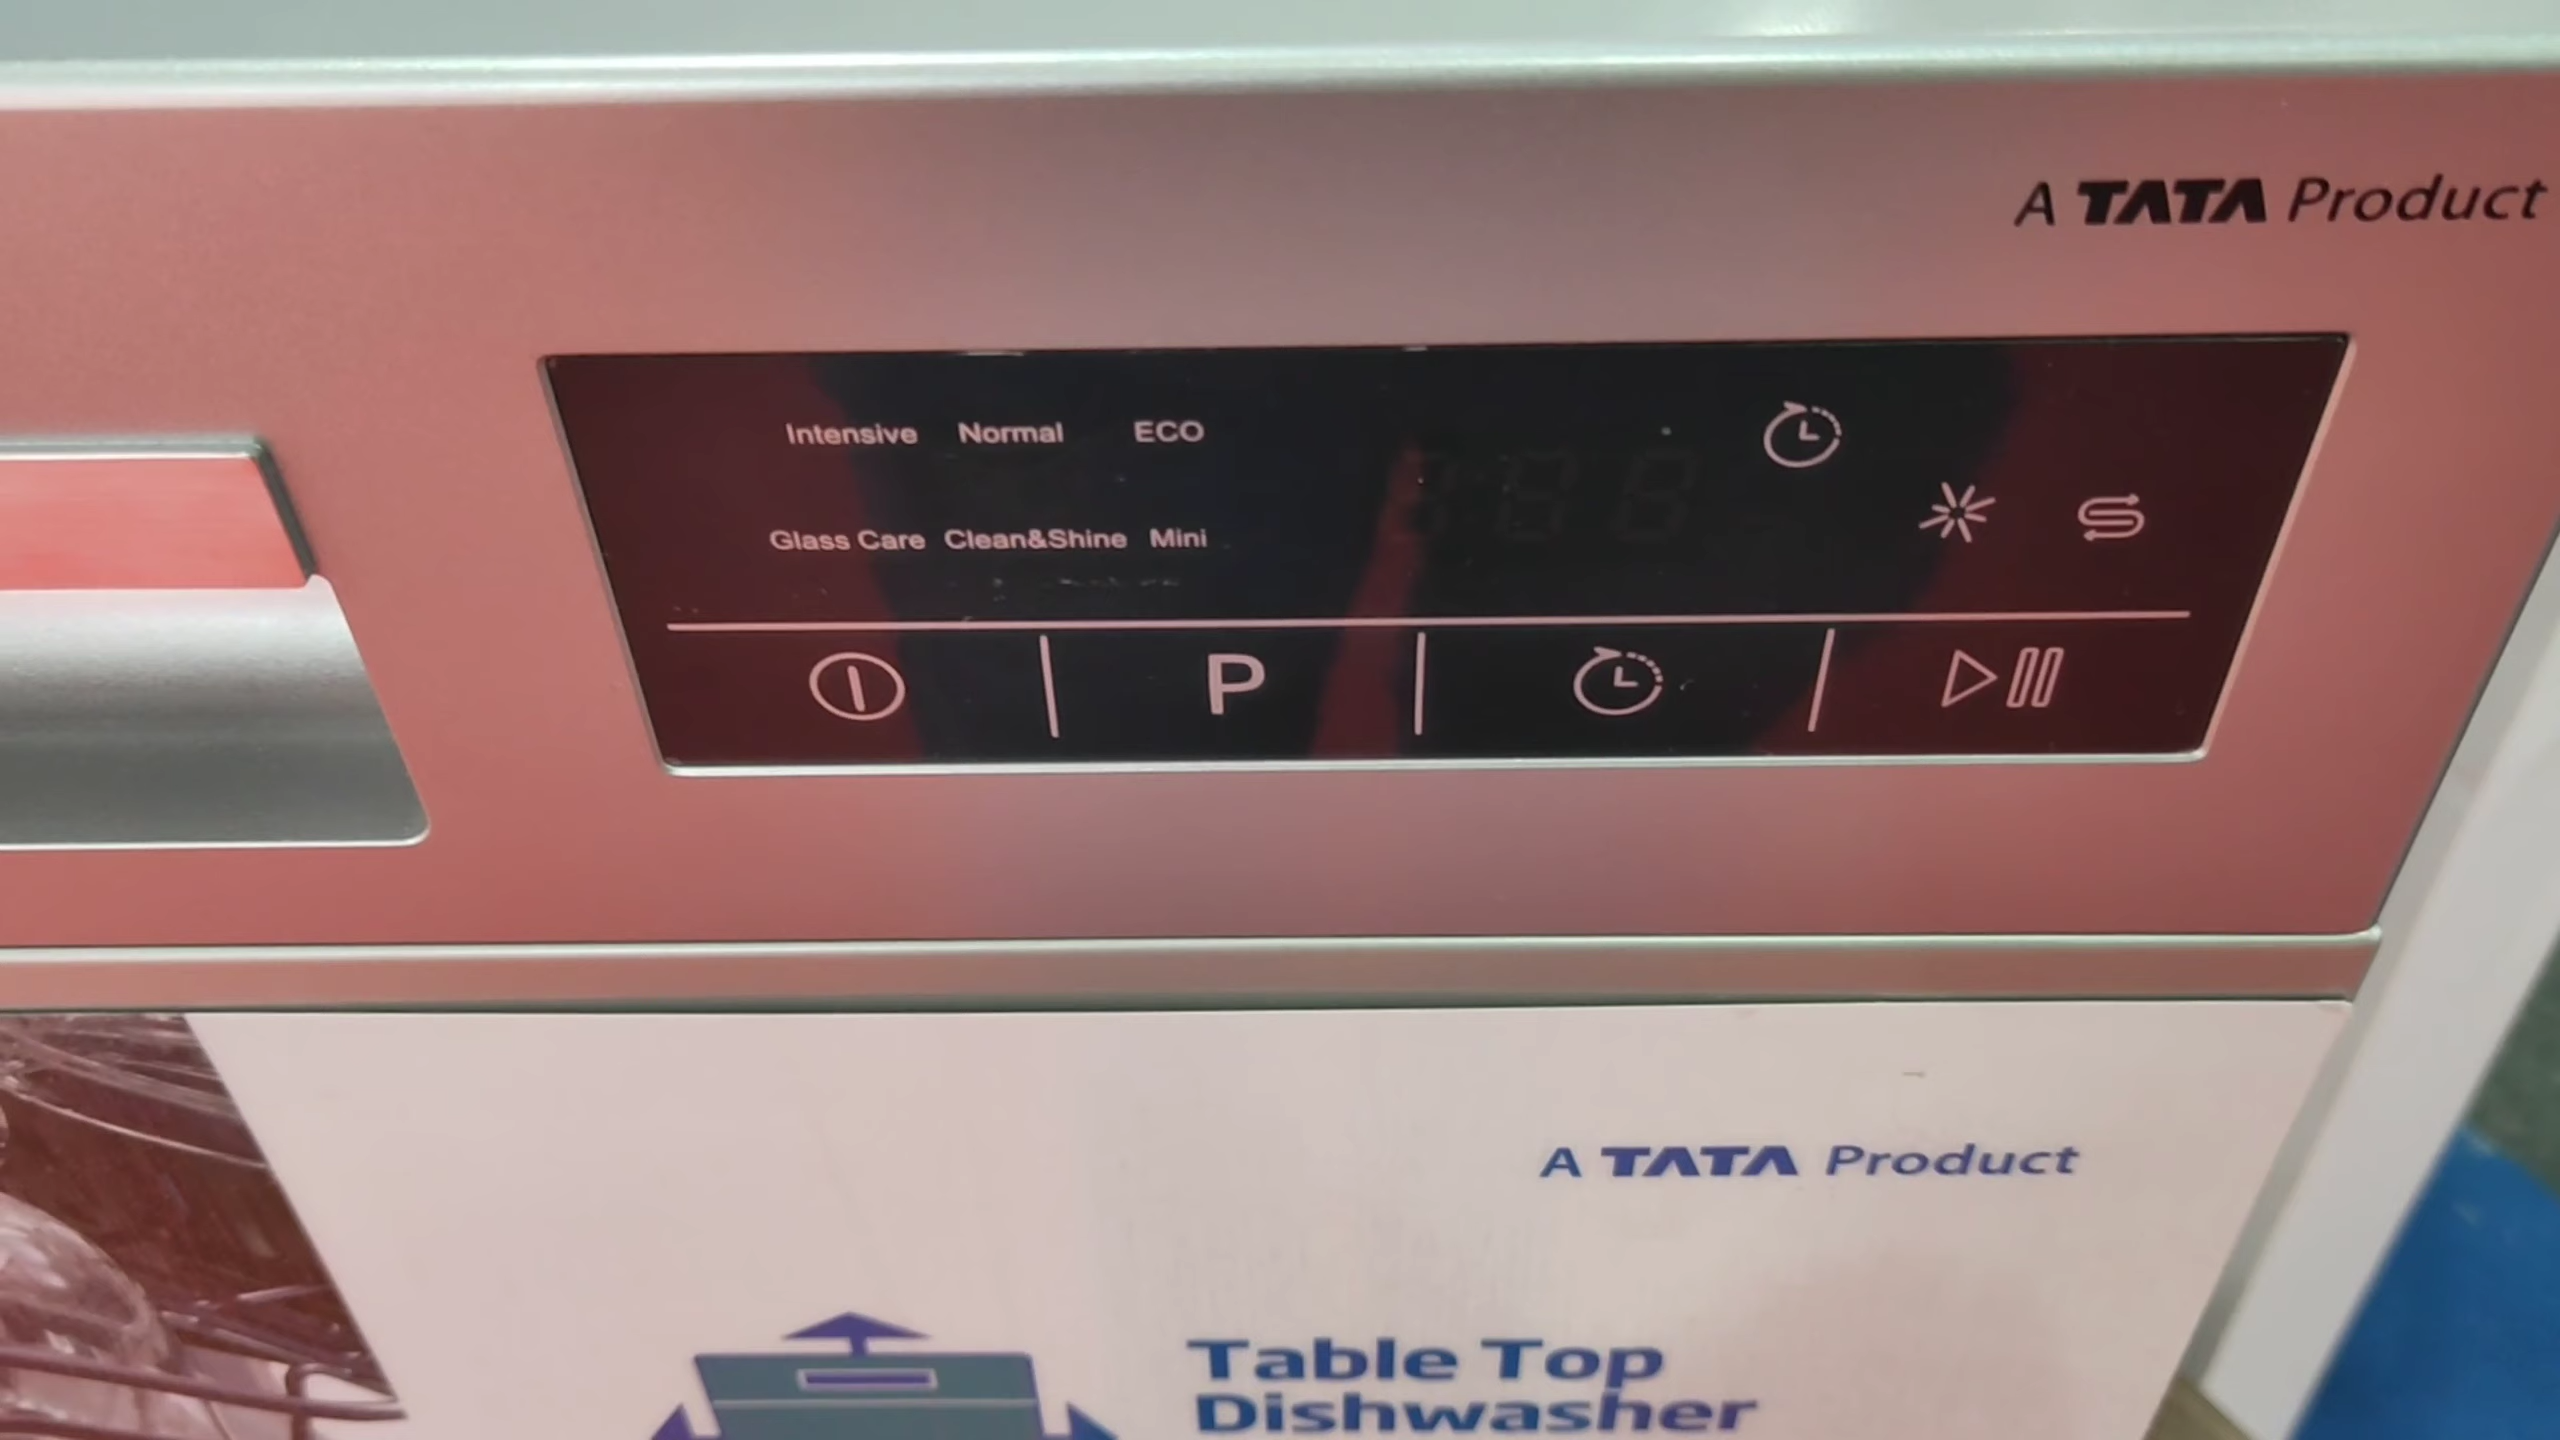 A TATA Product
Intensive Normal ECO
Glass Care Clean&Shine Mini
P
A TATA Product
Table Top
Dishwasher